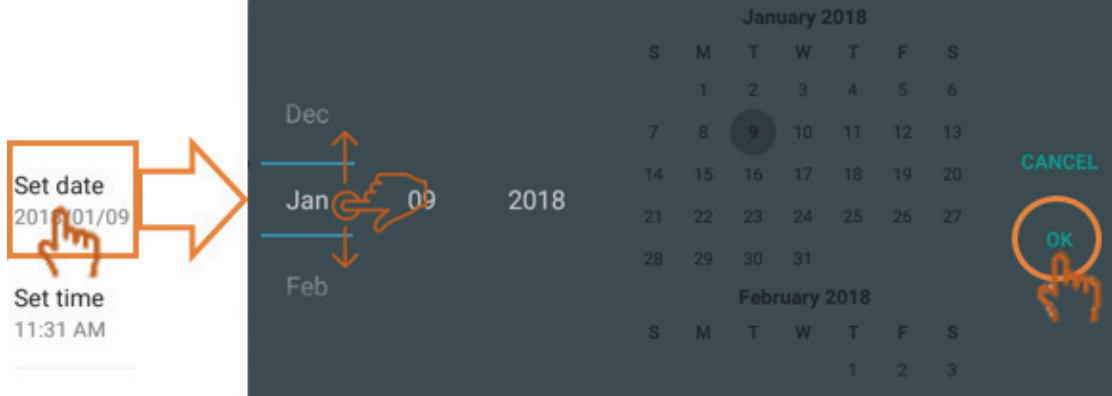 Set date
2018/01/09
Set time
11:31 AM
Dec
Jan 09 2018
Feb
January 2018
S M T W T F S
1 2 3 4 5 6
7 8 9 10 11 12 13
14 15 16 17 18 19 20
21 22 23 24 25 26 27
28 29 30 31
February 2018
S M T W T F S
1 2 3
CANCEL
OK